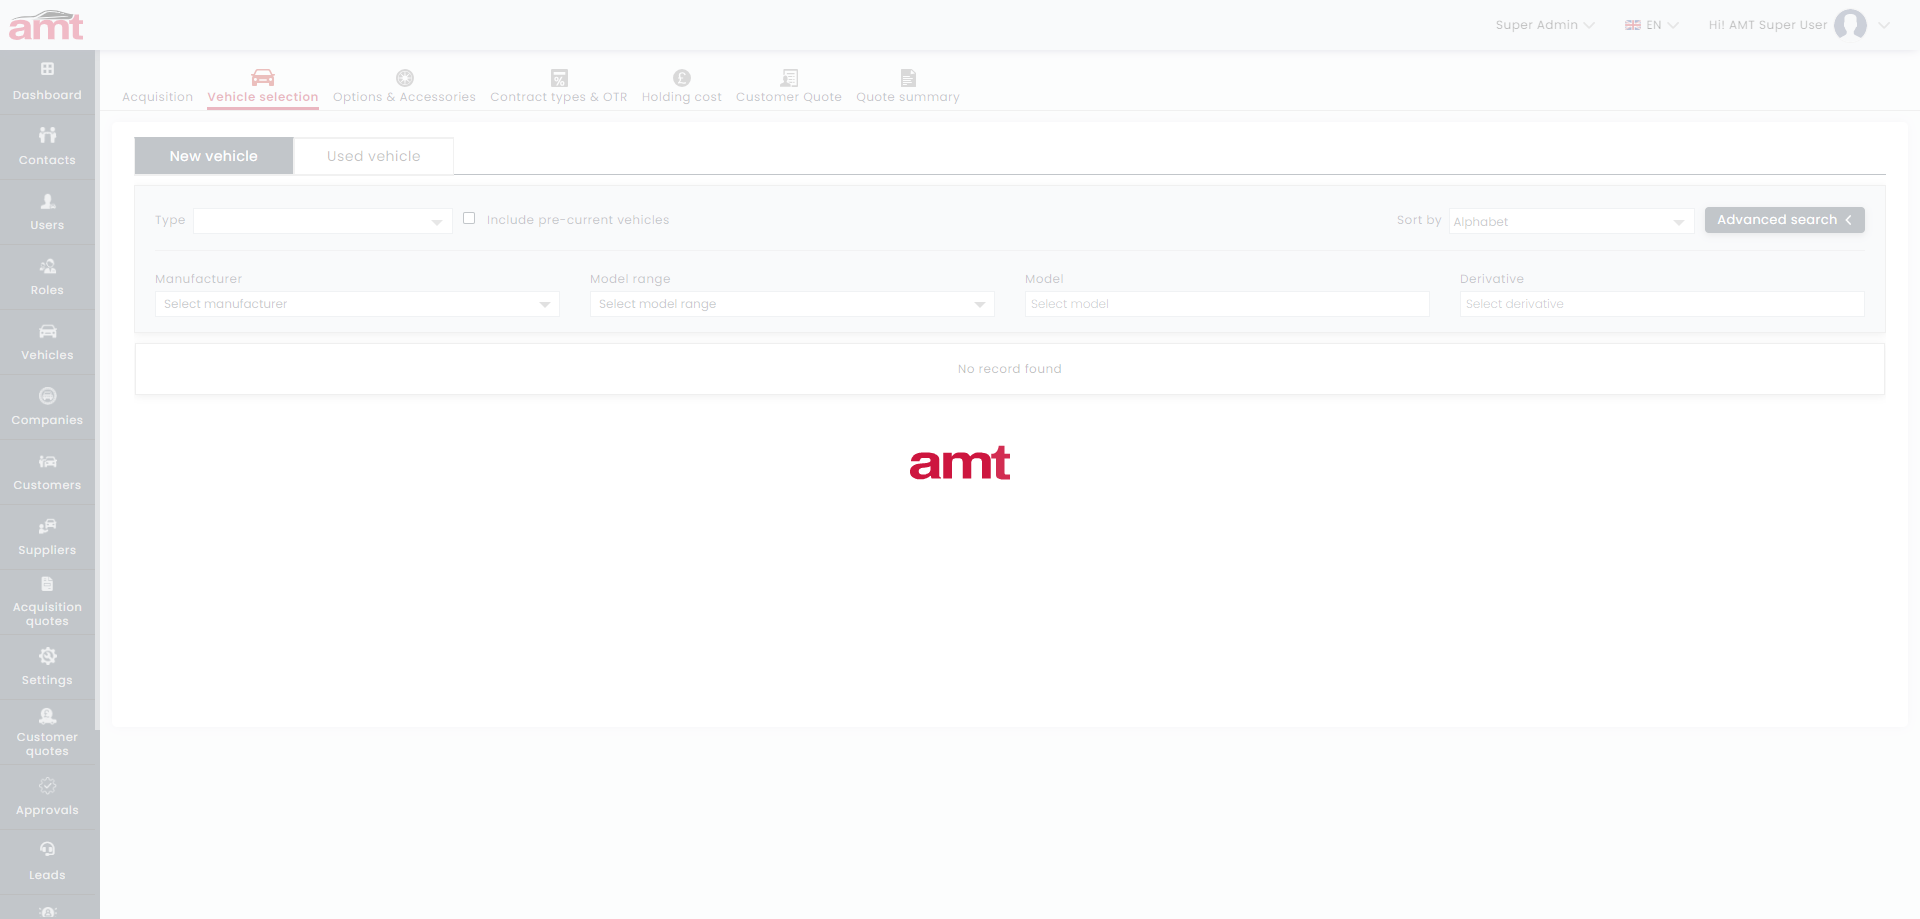 amt
Super Admin
EN
Hi! AMT Super User
Dashboard
Contacts
Users
Roles
Vehicles
Companies
Customers
Suppliers
Acquisition
quotes
Settings
Customer
quotes
Approvals
Leads
Acquisition
Vehicle selection
Options & Accessories
Contract types & OTR
Holding cost
Customer Quote
Quote summary
New vehicle
Used vehicle
Type
Include pre-current vehicles
Sort by
Alphabet
Advanced search
Manufacturer
Model range
Model
Derivative
Select manufacturer
Select model range
Select model
Select derivative
No record found
amt